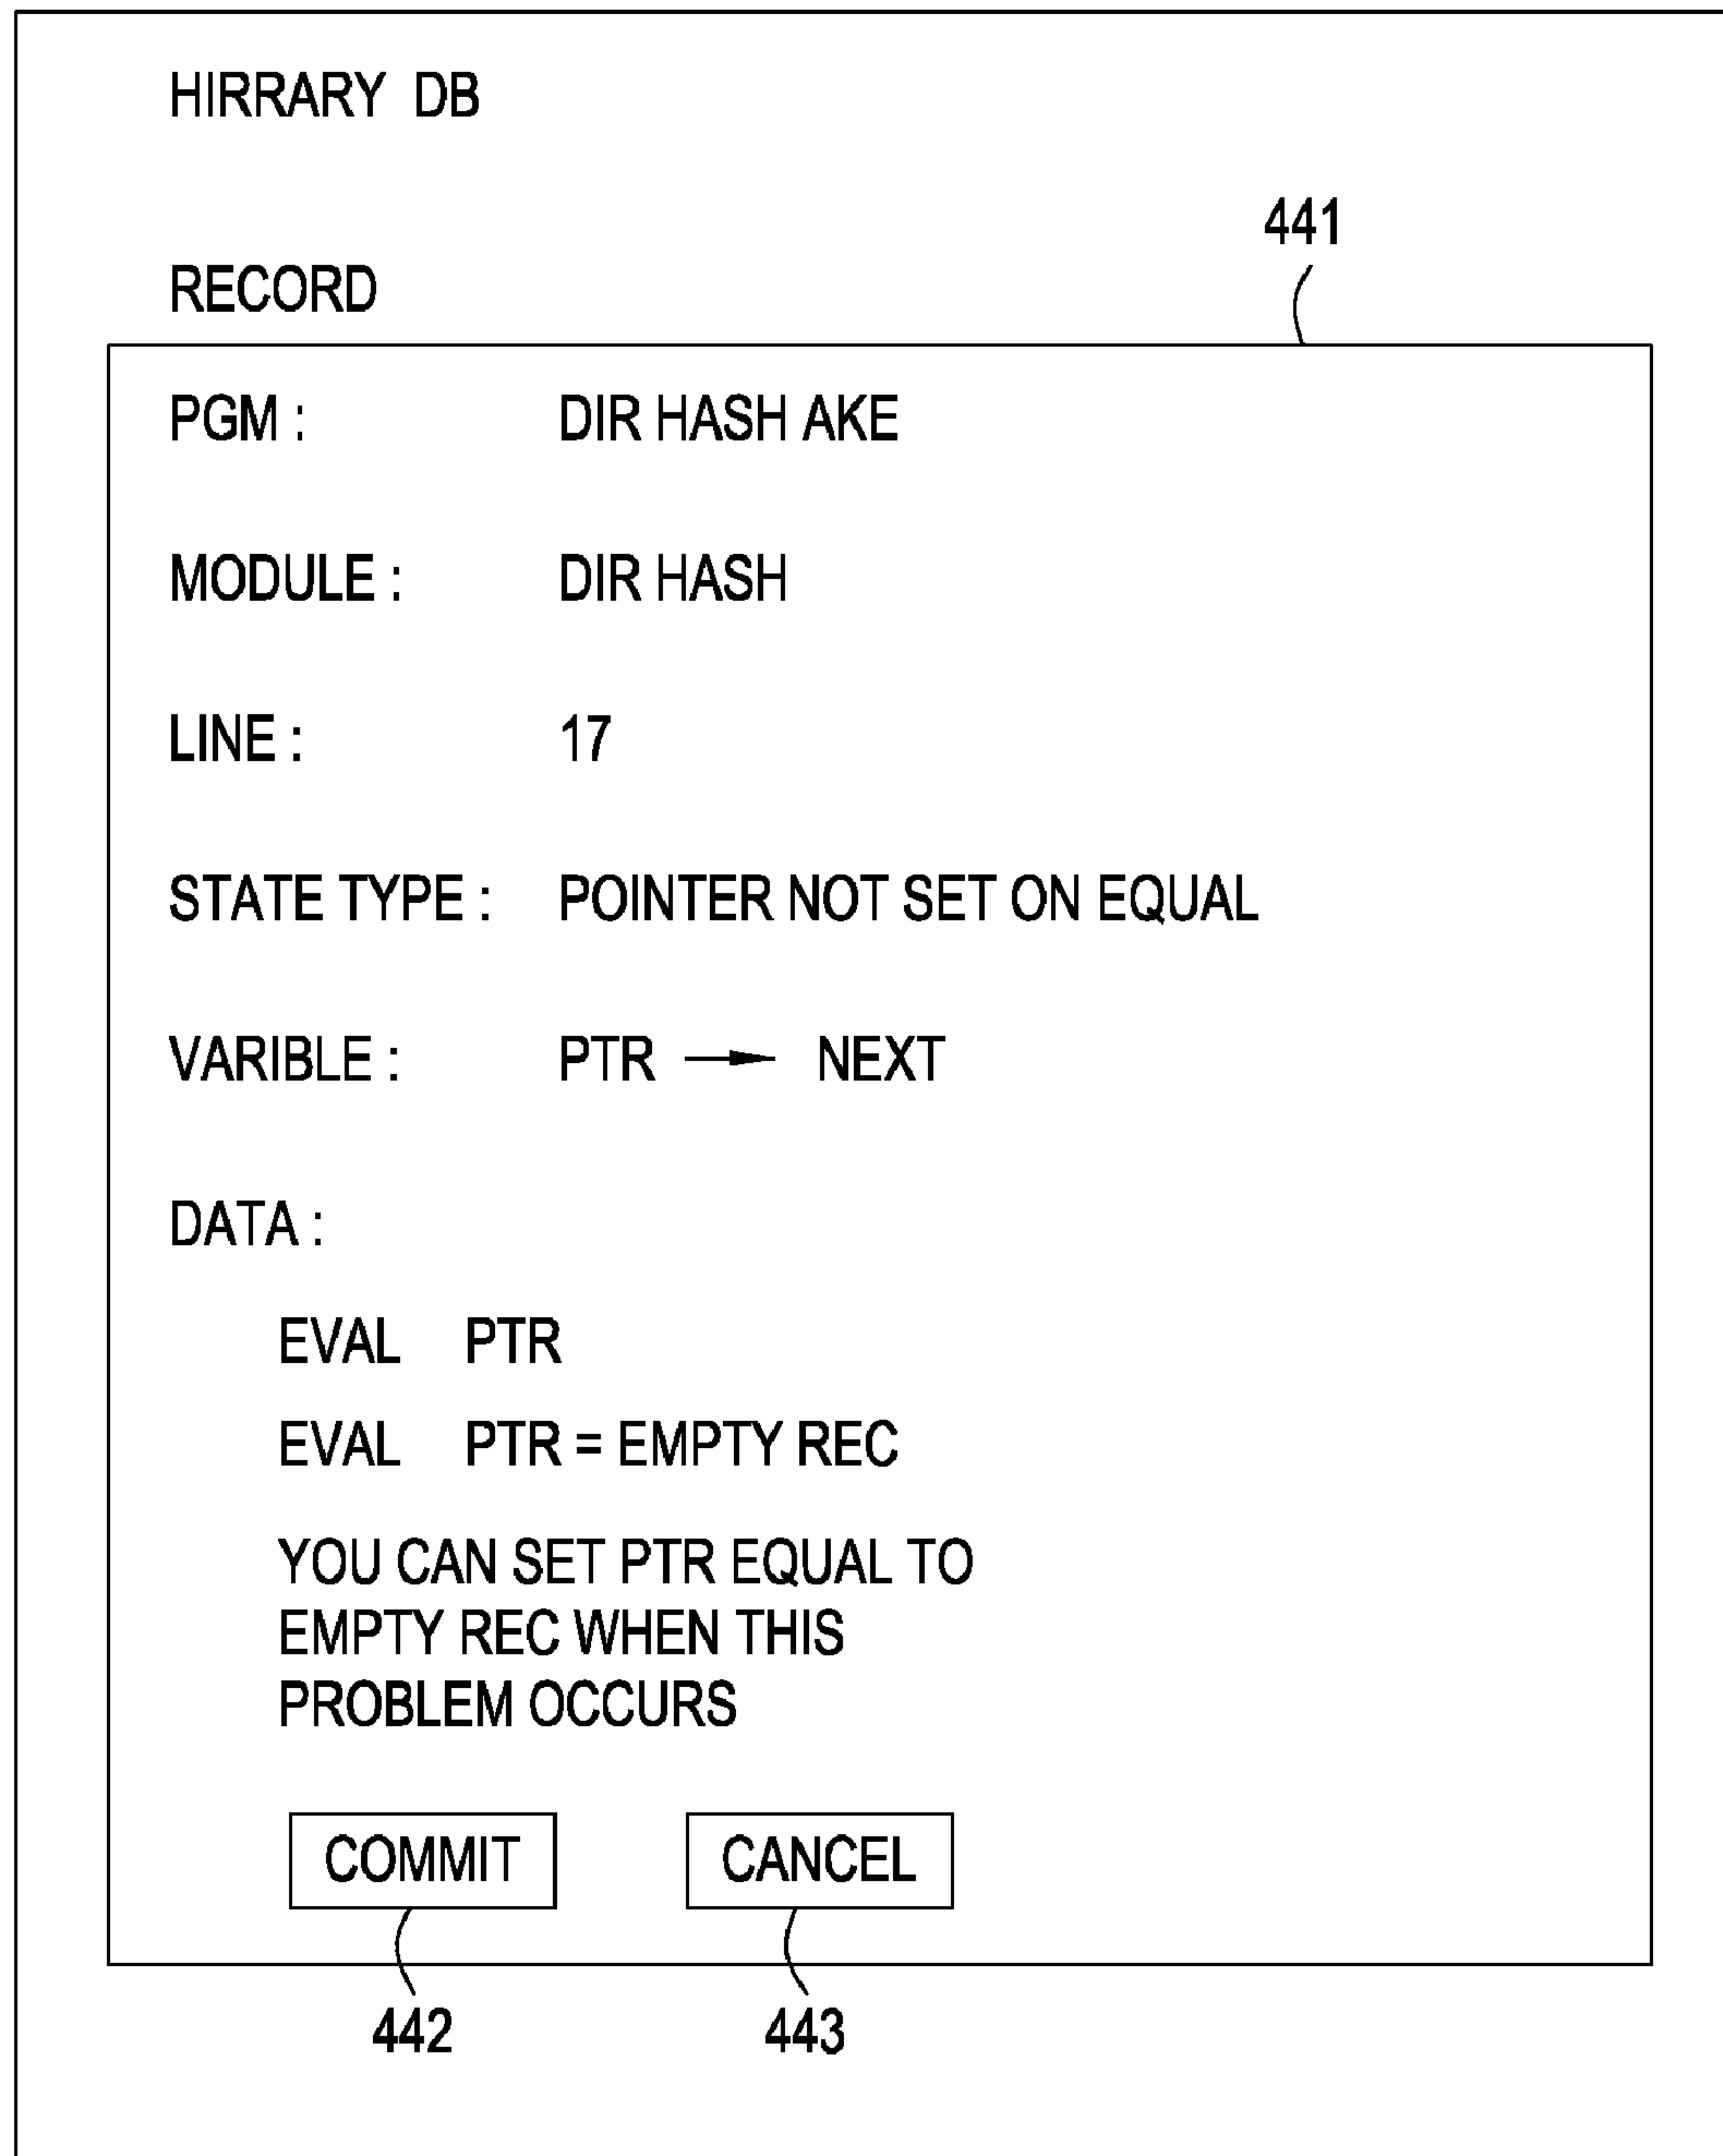 HIRRARY DB
441
RECORD
PGM : DIR HASH AKE
MODULE : DIR HASH
LINE : 17
STATE TYPE : POINTER NOT SET ON EQUAL
VARIBLE : PTR → NEXT
DATA :
EVAL PTR
EVAL PTR = EMPTY REC
YOU CAN SET PTR EQUAL TO
EMPTY REC WHEN THIS
PROBLEM OCCURS
COMMIT CANCEL
442 443